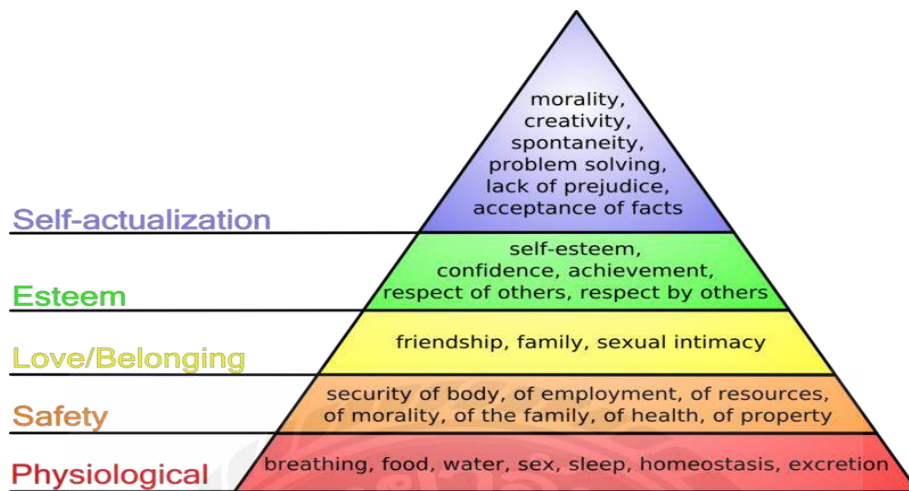 morality,
creativity,
spontaneity,
problem solving,
lack of prejudice,
acceptance of facts
Self-actualization
self-esteem,
confidence, achievement,
respect of others, respect by others
Esteem
friendship, family, sexual intimacy
Love/Belonging
security of body, of employment, of resources,
of morality, of the family, of health, of property
Safety
breathing, food, water, sex, sleep, homeostasis, excretion
Physiological